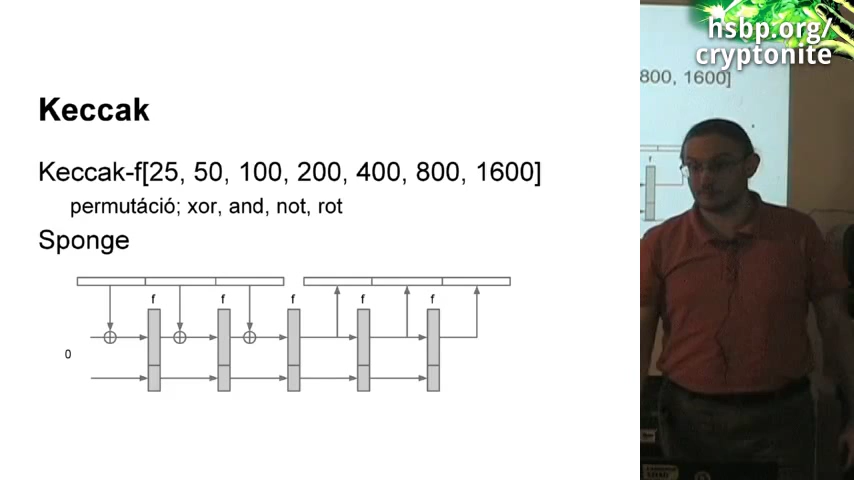 Keccak
Keccak-f[25, 50, 100, 200, 400, 800, 1600]
permutáció; xor, and, not, rot
Sponge
f f f f f
0
hsbp.org/
cryptonite
800, 1600]
f